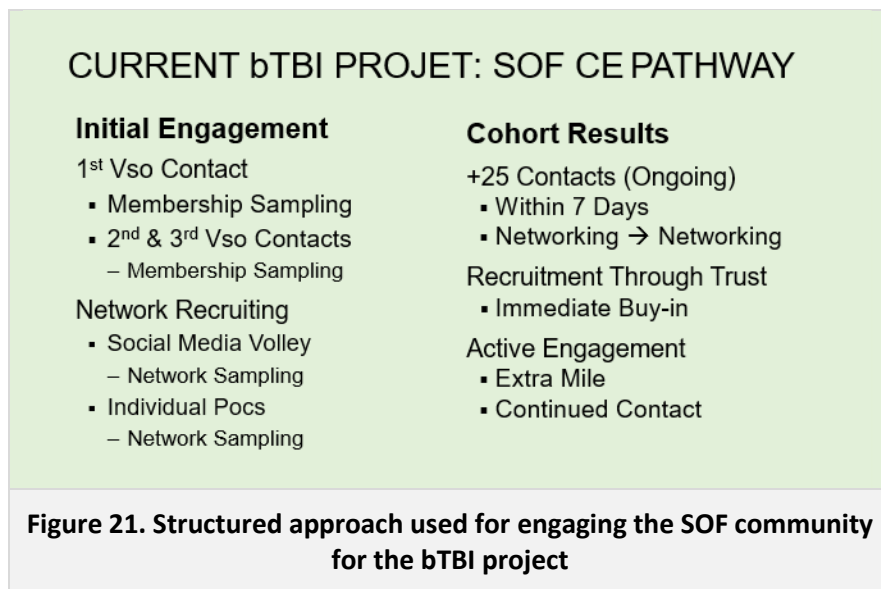 CURRENT bTBI PROJET: SOF CE PATHWAY
Initial Engagement
1st Vso Contact
▪ Membership Sampling
▪ 2nd & 3rd Vso Contacts
– Membership Sampling
Network Recruiting
▪ Social Media Volley
– Network Sampling
▪ Individual Pocs
– Network Sampling
Cohort Results
+25 Contacts (Ongoing)
▪ Within 7 Days
▪ Networking → Networking
Recruitment Through Trust
▪ Immediate Buy-in
Active Engagement
▪ Extra Mile
▪ Continued Contact
Figure 21. Structured approach used for engaging the SOF community
for the bTBI project